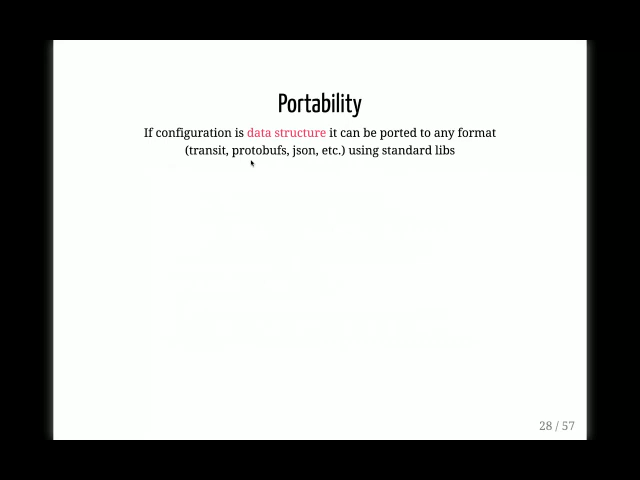 Portability
If configuration is data structure it can be ported to any format
(transit, protobufs, json, etc.) using standard libs
28 / 57